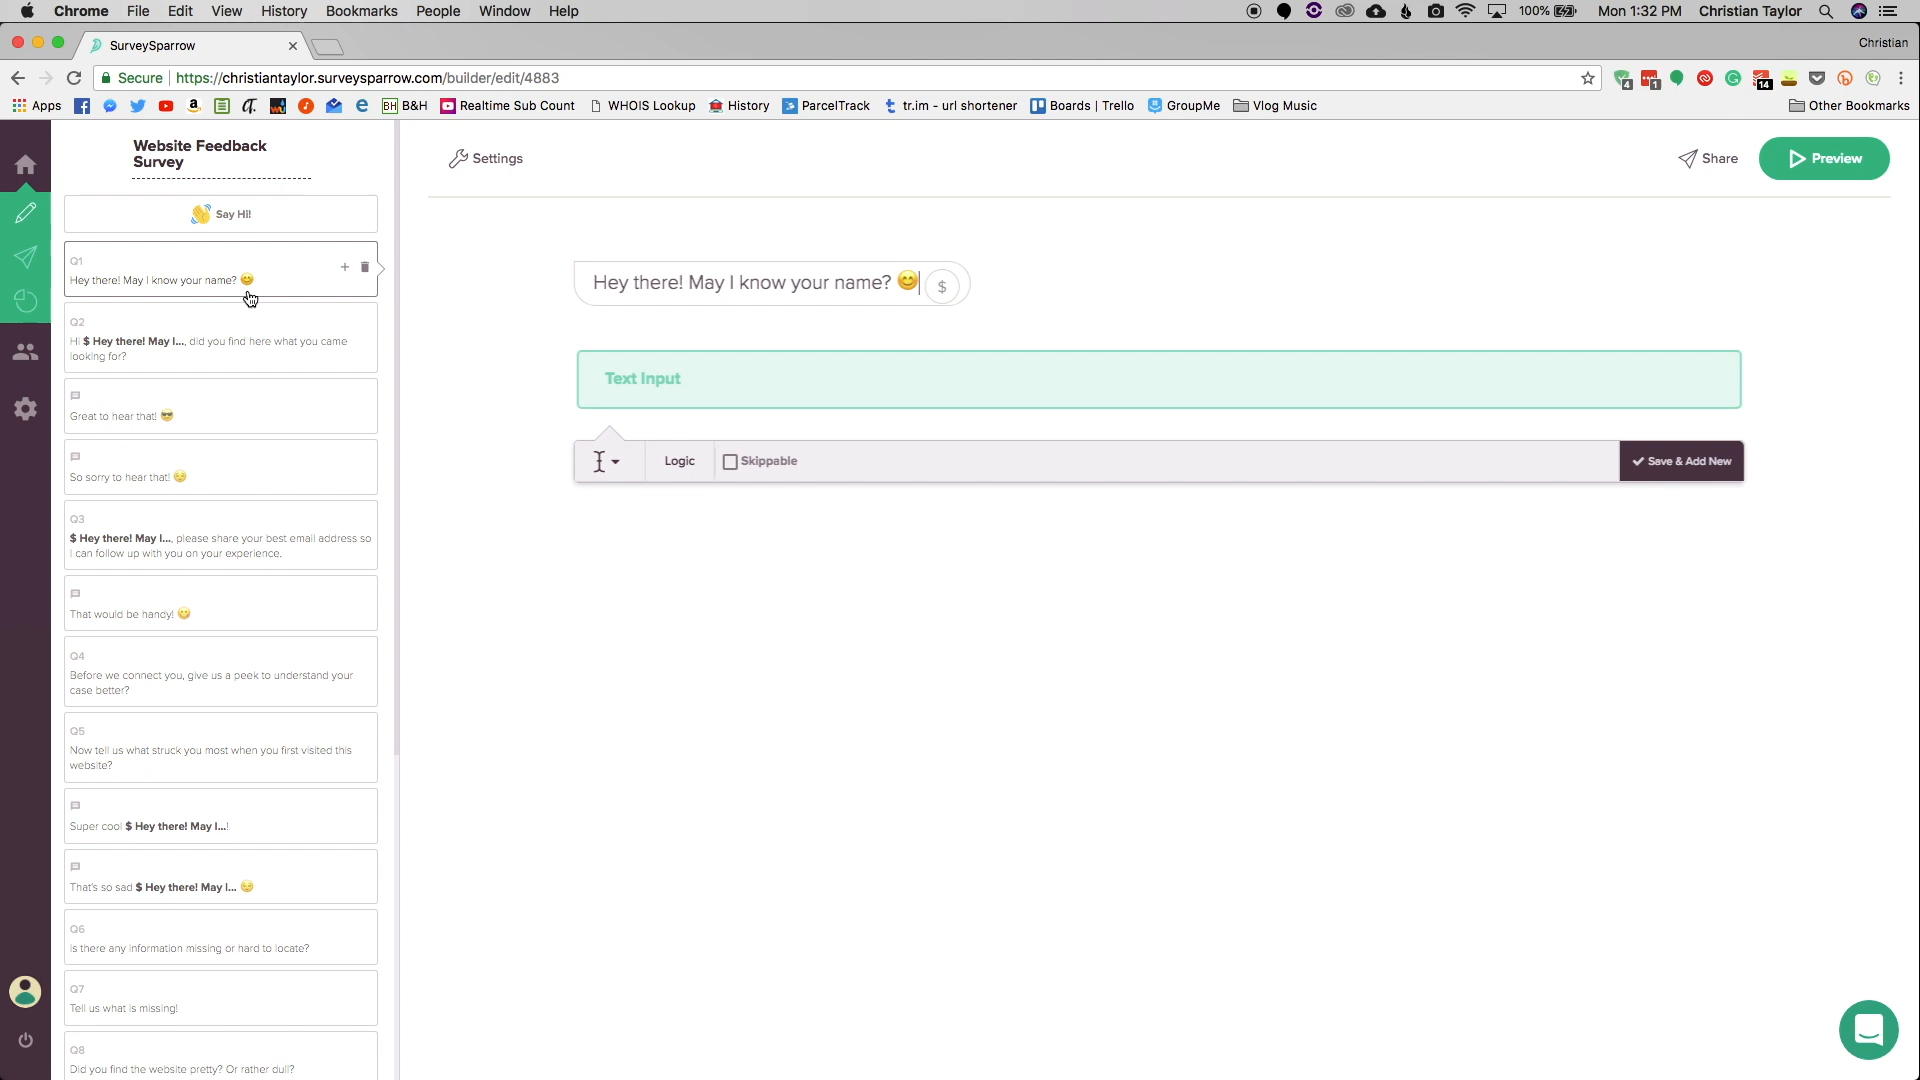 Chrome File Edit View History Bookmarks People Window Help 100% Mon 1:32 PM Christian Taylor
SurveySparrow Christian
Secure https://christiantaylor.surveysparrow.com/builder/edit/4883 4 1 14
Apps BH B&H Realtime Sub Count WHOIS Lookup History ParcelTrack tr.im - url shortener Boards | Trello GroupMe Vlog Music Other Bookmarks
Website Feedback
Survey
Settings
Share
Preview
Say Hi!
Q1
Hey there! May I know your name? 😊
Q2
Hi $ Hey there! May I..., did you find here what you came
looking for?
Great to hear that! 😎
So sorry to hear that! 😔
Q3
$ Hey there! May I..., please share your best email address so
I can follow up with you on your experience.
That would be handy! 😋
Q4
Before we connect you, give us a peek to understand your
case better?
Q5
Now tell us what struck you most when you first visited this
website?
Super cool $ Hey there! May I...!
That's so sad $ Hey there! May I... 😔
Q6
Is there any information missing or hard to locate?
Q7
Tell us what is missing!
Q8
Did you find the website pretty? Or rather dull?
Hey there! May I know your name? 😊 $
Text Input
Logic
Skippable
Save & Add New